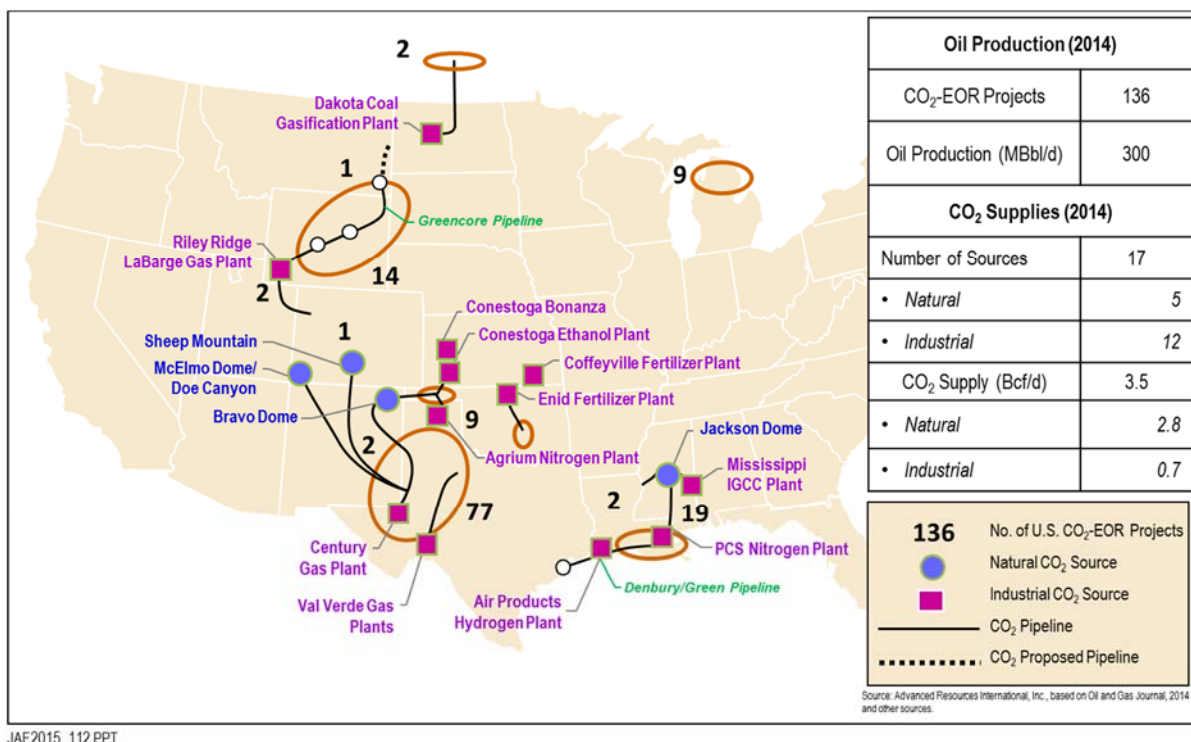 2
Dakota Coal
Gasification Plant
1
9
Greencore Pipeline
Riley Ridge
LaBarge Gas Plant
14
2
Conestoga Bonanza
1
Conestoga Ethanol Plant
Sheep Mountain
McElmo Dome/
Doe Canyon
Coffeyville Fertilizer Plant
Enid Fertilizer Plant
Bravo Dome
9
2
Agrium Nitrogen Plant
Jackson Dome
Mississippi
IGCC Plant
2
77
19
Century
Gas Plant
PCS Nitrogen Plant
Denbury/Green Pipeline
Val Verde Gas
Plants
Air Products
Hydrogen Plant
Oil Production (2014)
CO₂-EOR Projects 136
Oil Production (MBbl/d) 300
CO₂ Supplies (2014)
Number of Sources 17
• Natural 5
• Industrial 12
CO₂ Supply (Bcf/d) 3.5
• Natural 2.8
• Industrial 0.7
136 No. of U.S. CO₂-EOR Projects
Natural CO₂ Source
Industrial CO₂ Source
CO₂ Pipeline
CO₂ Proposed Pipeline
Source: Advanced Resources International, Inc., based on Oil and Gas Journal, 2014
and other sources.
JAF2015_112.PPT